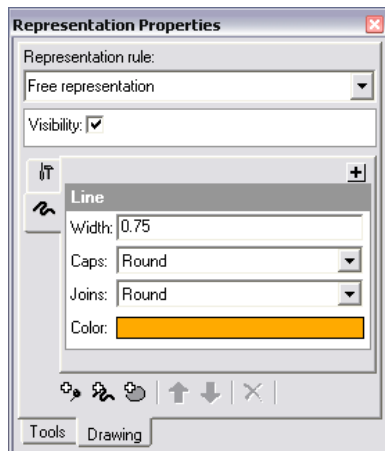 Representation Properties
Representation rule:
Free representation
Visibility:
Line
Width: 0.75
Caps: Round
Joins: Round
Color:
Tools Drawing